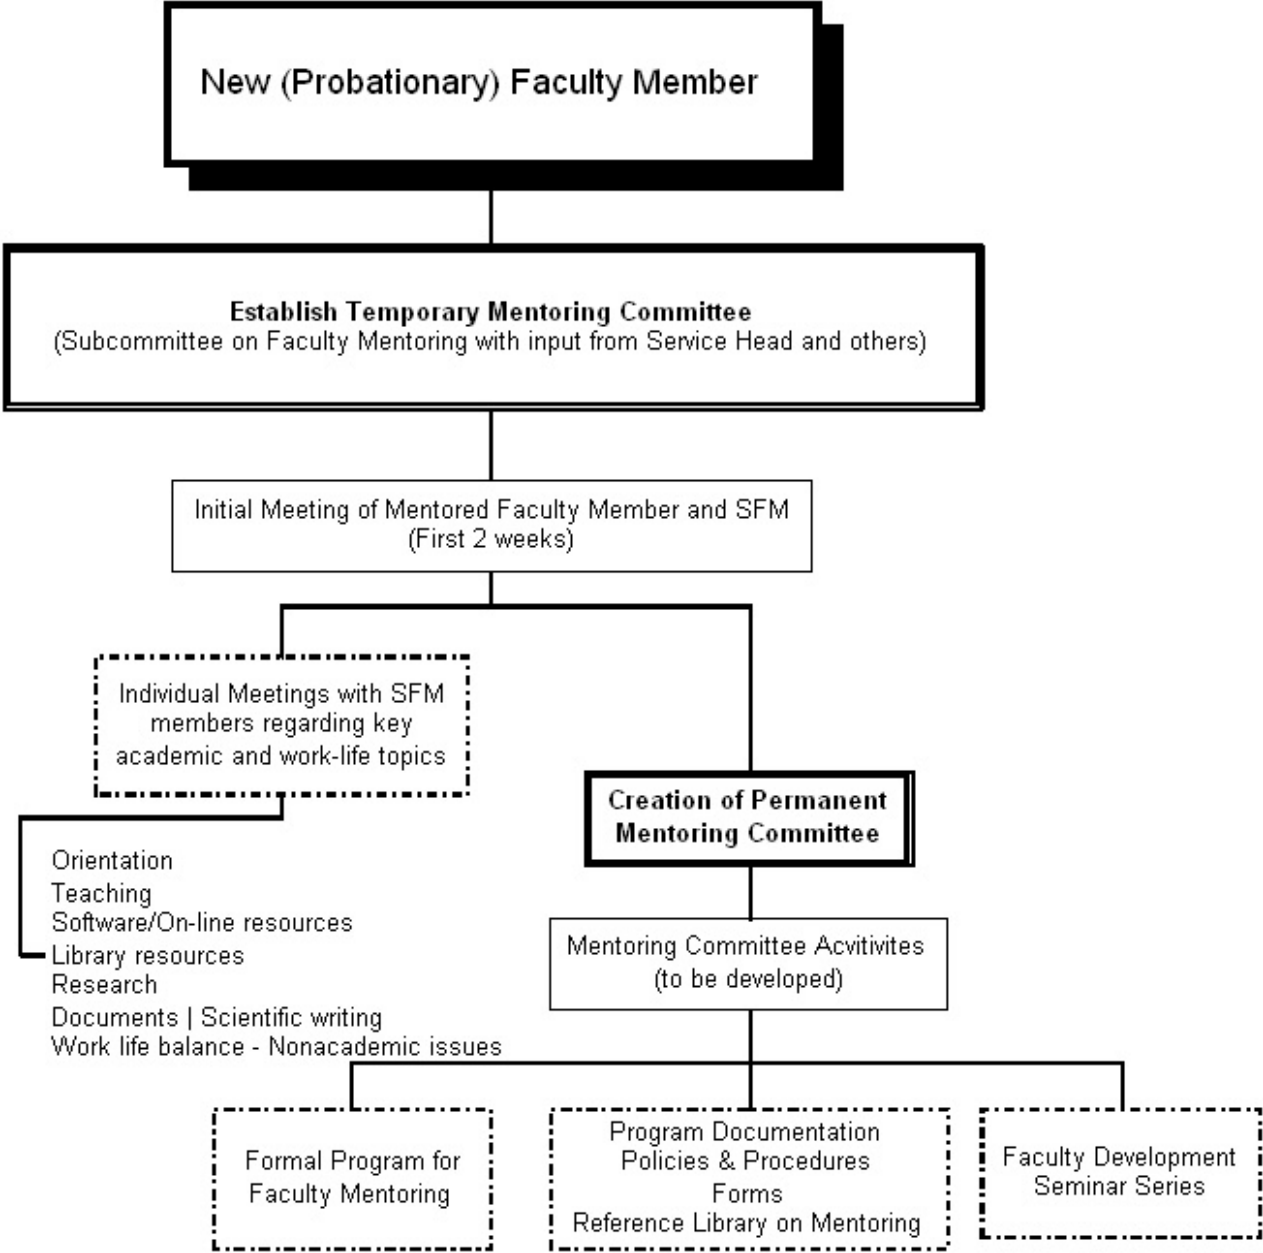 New (Probationary) Faculty Member
Establish Temporary Mentoring Committee
(Subcommittee on Faculty Mentoring with input from Service Head and others)
Initial Meeting of Mentored Faculty Member and SFM
(First 2 weeks)
Individual Meetings with SFM
members regarding key
academic and work-life topics
Orientation
Teaching
Software/On-line resources
Library resources
Research
Documents | Scientific writing
Work life balance - Nonacademic issues
Creation of Permanent
Mentoring Committee
Mentoring Committee Acvitivites
(to be developed)
Formal Program for
Faculty Mentoring
Program Documentation
Policies & Procedures
Forms
Reference Library on Mentoring
Faculty Development
Seminar Series